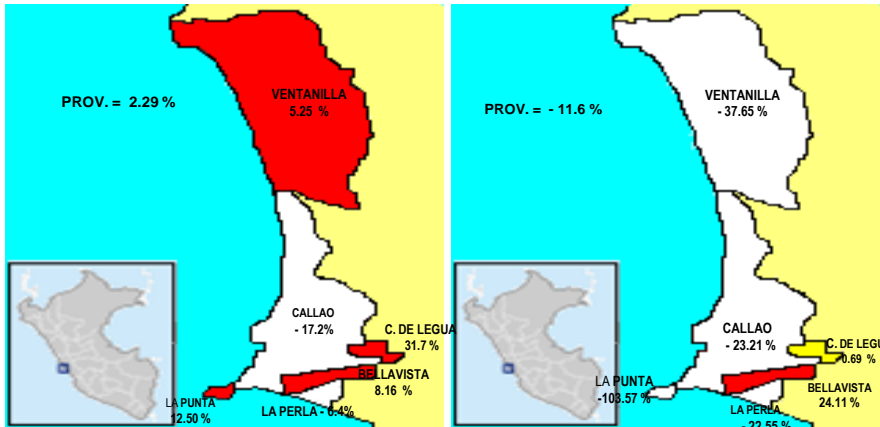 VENTANILLA
5.25 %
PROV. = 2.29 %
CALLAO
- 17.2%
C. DE LEGUA
31.7 %
BELLAVISTA
8.16 %
LA PUNTA
12.50 %
LA PERLA - 6.4%
VENTANILLA
- 37.65 %
PROV. = - 11.6 %
CALLAO
- 23.21 %
C. DE LEGU
0.69 %
LA PUNTA
-103.57 %
BELLAVISTA
24.11 %
LA PERLA
- 22.55 %